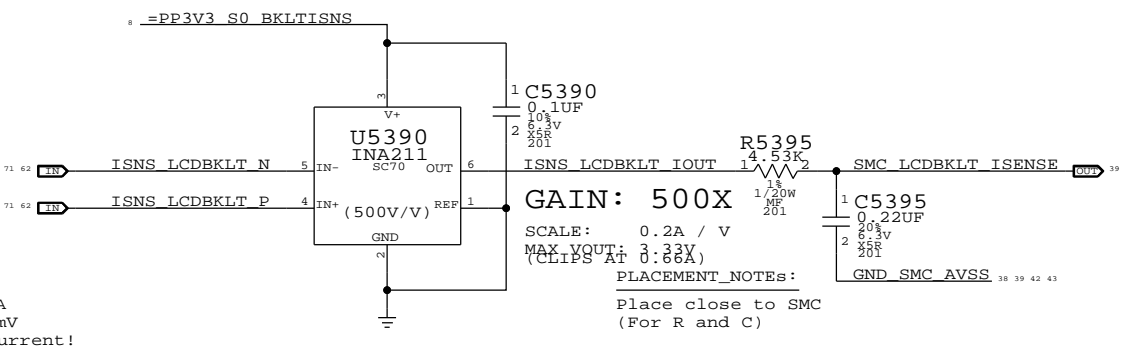 8 =PP3V3_S0_BKLTISNS
3
V+
U5390
INA211
SC70
(500V/V)
GND
2
71 62 IN ISNS_LCDBKLT_N 5 IN-
71 62 IN ISNS_LCDBKLT_P 4 IN+
OUT 6 ISNS_LCDBKLT_IOUT
REF 1
1 C5390
0.1UF
10%
6.3V
2 X5R
201
R5395
1 4.53K 2
1%
1/20W
MF
201
SMC_LCDBKLT_ISENSE OUT 39
1 C5395
0.22UF
20%
6.3V
2 X5R
201
GND_SMC_AVSS 38 39 42 43
GAIN: 500X
SCALE: 0.2A / V
MAX VOUT: 3.33V
(CLIPS AT 0.66A)
PLACEMENT_NOTEs:
Place close to SMC
(For R and C)
A
mV
urrent!